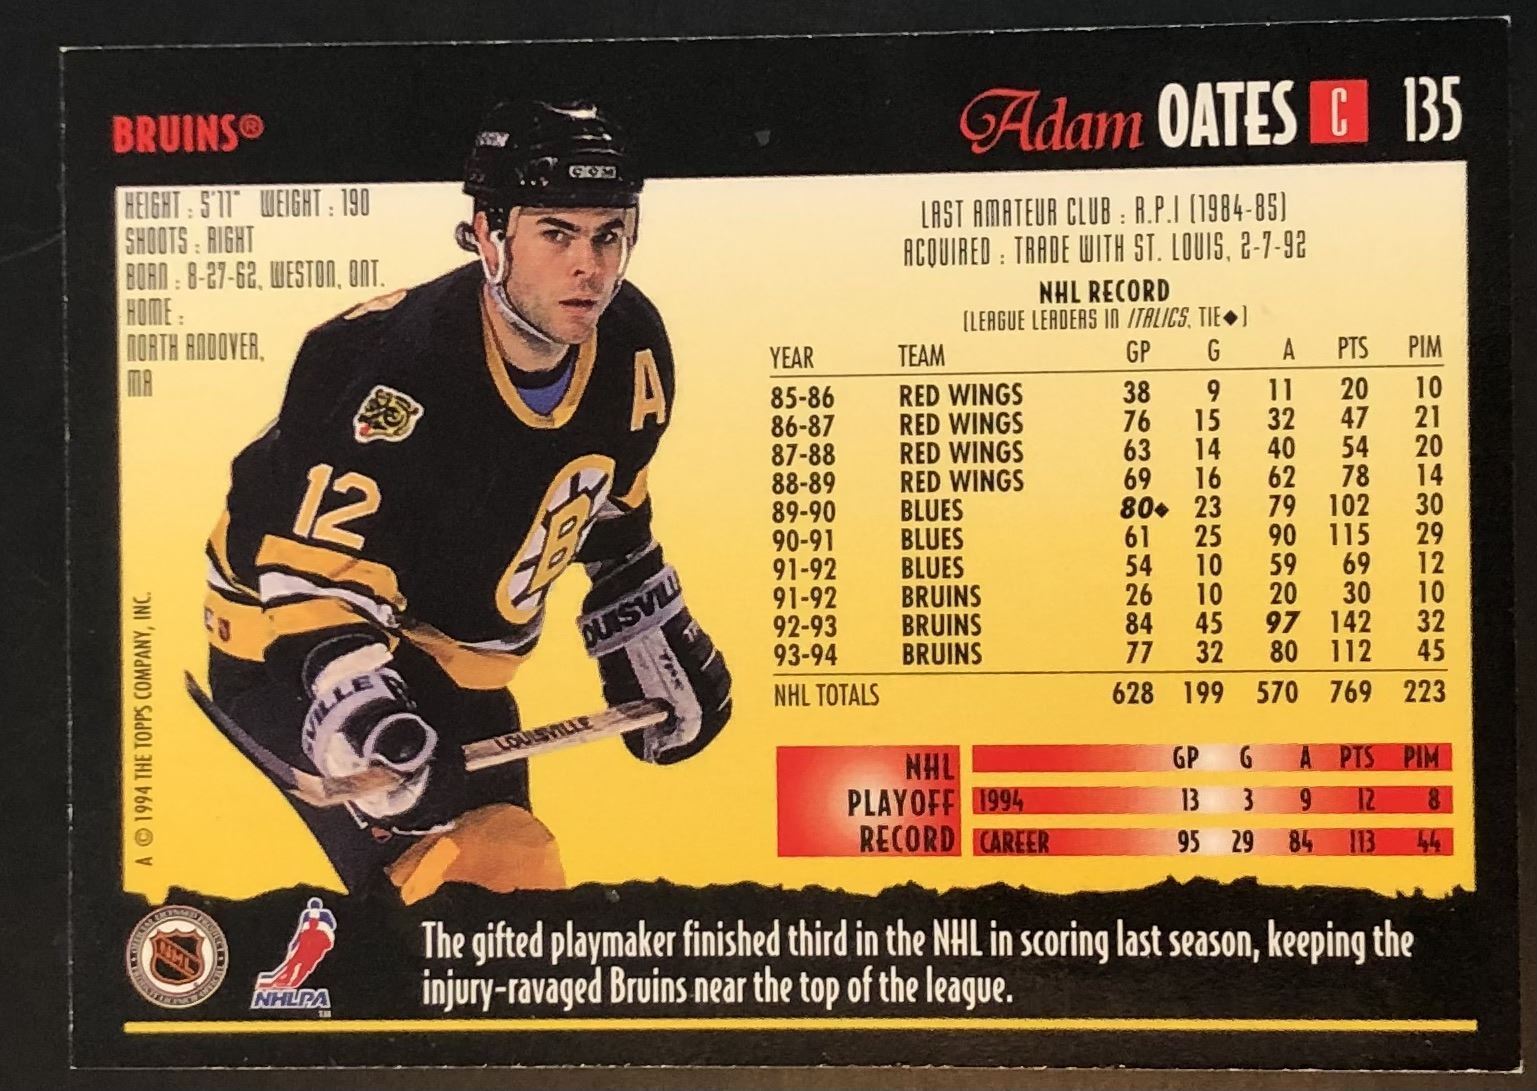 BRUINS®
Adam OATES C 135
HEIGHT : 5'11" WEIGHT : 190
SHOOTS : RIGHT
BORN : 8-27-62, WESTON, ONT.
HOME :
NORTH ANDOVER,
MA
LAST AMATEUR CLUB : R.P.I (1984-85)
ACQUIRED : TRADE WITH ST. LOUIS, 2-7-92
NHL RECORD
(LEAGUE LEADERS IN ITALICS, TIE◆)
YEAR TEAM GP G A PTS PIM
85-86 RED WINGS 38 9 11 20 10
86-87 RED WINGS 76 15 32 47 21
87-88 RED WINGS 63 14 40 54 20
88-89 RED WINGS 69 16 62 78 14
89-90 BLUES 80◆ 23 79 102 30
90-91 BLUES 61 25 90 115 29
91-92 BLUES 54 10 59 69 12
91-92 BRUINS 26 10 20 30 10
92-93 BRUINS 84 45 97 142 32
93-94 BRUINS 77 32 80 112 45
NHL TOTALS 628 199 570 769 223
NHL
PLAYOFF
RECORD
GP G A PTS PIM
1994 13 3 9 12 8
CAREER 95 29 84 113 44
CCM
A
12
B
LOUISVILLE
A © 1994 THE TOPPS COMPANY, INC.
NHL
NHLPA
TM
The gifted playmaker finished third in the NHL in scoring last season, keeping the
injury-ravaged Bruins near the top of the league.